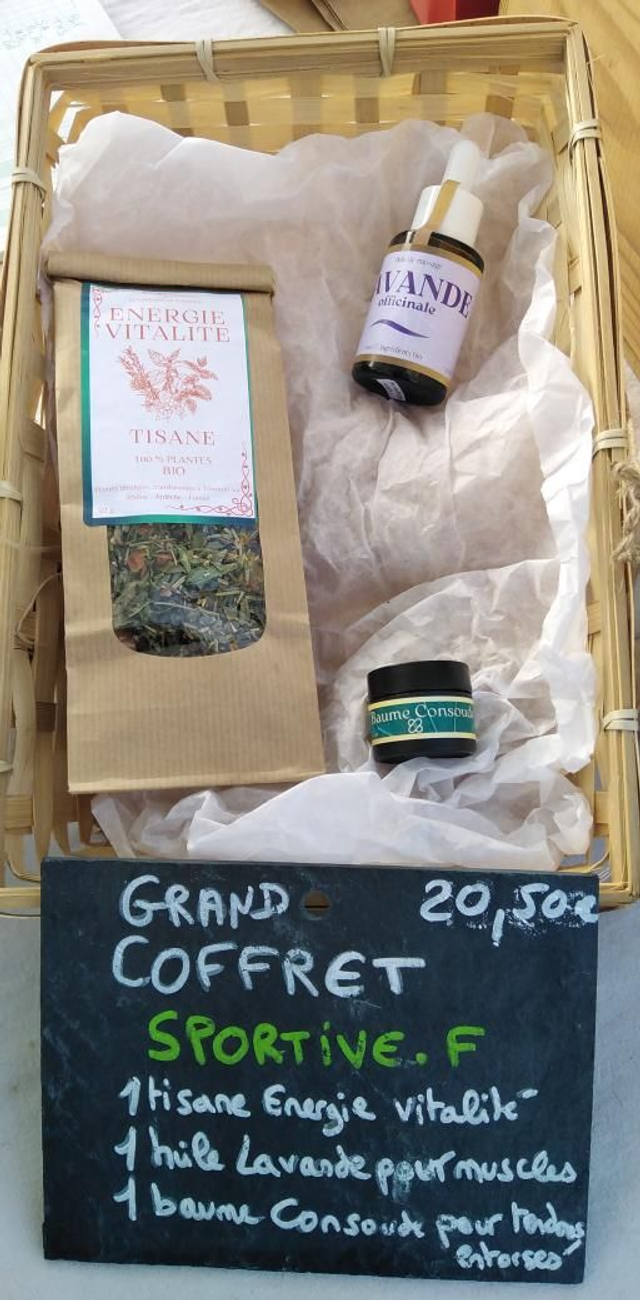 ENERGIE
VITALITE
TISANE
100 % PLANTES
BIO
AVANDE
officinale
Baume Consoude
GRAND 20,50€
COFFRET
SPORTiVE. F
1 tisane Energie vitalité
1 huile Lavande pour muscles
1 baume Consoude pour tendons
entorses